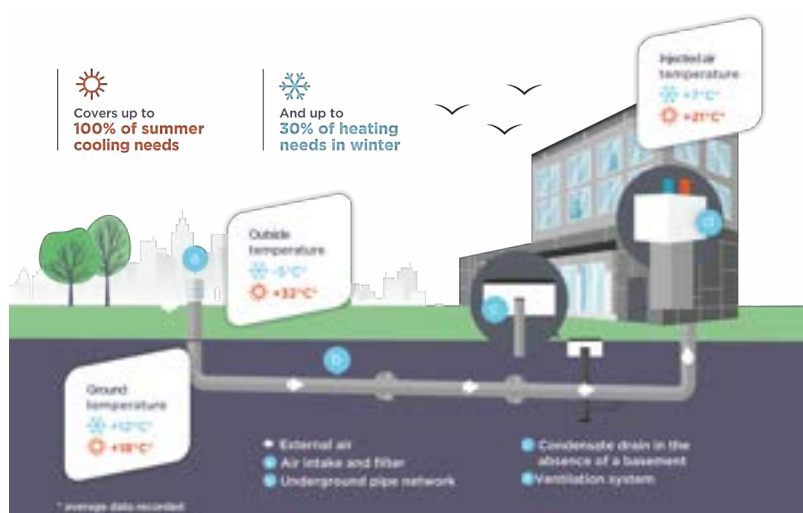 Covers up to
100% of summer
cooling needs
And up to
30% of heating
needs in winter
Injected air
temperature
+7°C*
+21°C*
Outside
temperature
-5°C*
+32°C*
a
d
c
b
Ground
temperature
+12°C*
+18°C*
External air
a Air intake and filter
b Underground pipe network
c Condensate drain in the
absence of a basement
d Ventilation system
* average data recorded